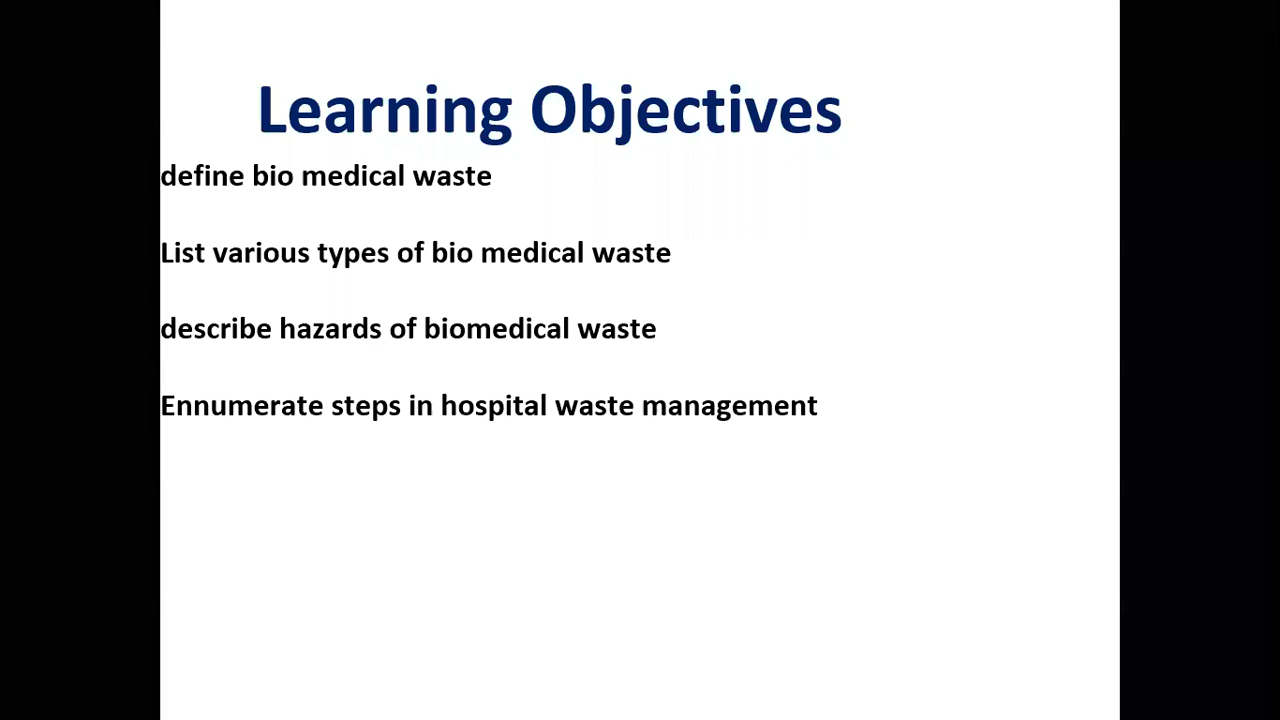 Learning Objectives
define bio medical waste
List various types of bio medical waste
describe hazards of biomedical waste
Ennumerate steps in hospital waste management